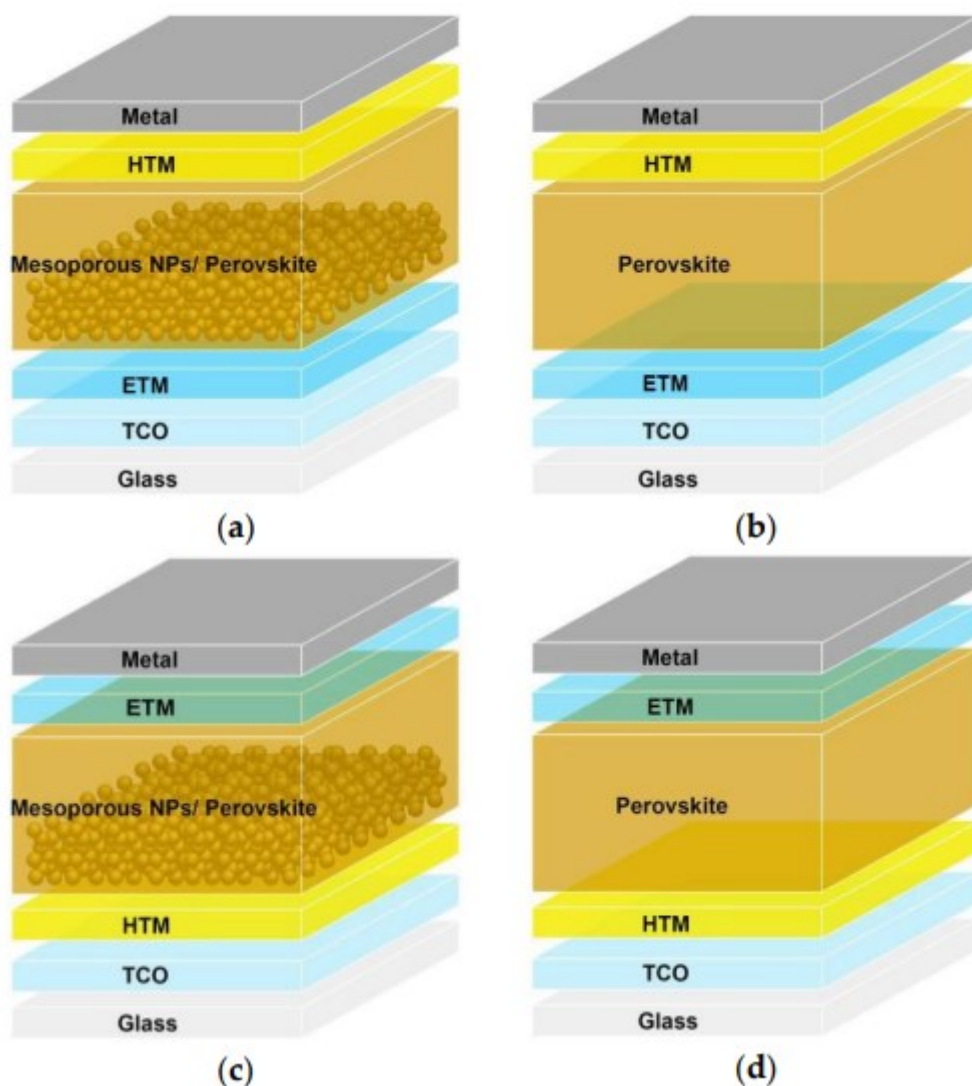 Metal
HTM
Mesoporous NPs/ Perovskite
ETM
TCO
Glass
(a)
Metal
HTM
Perovskite
ETM
TCO
Glass
(b)
Metal
ETM
Mesoporous NPs/ Perovskite
HTM
TCO
Glass
(c)
Metal
ETM
Perovskite
HTM
TCO
Glass
(d)